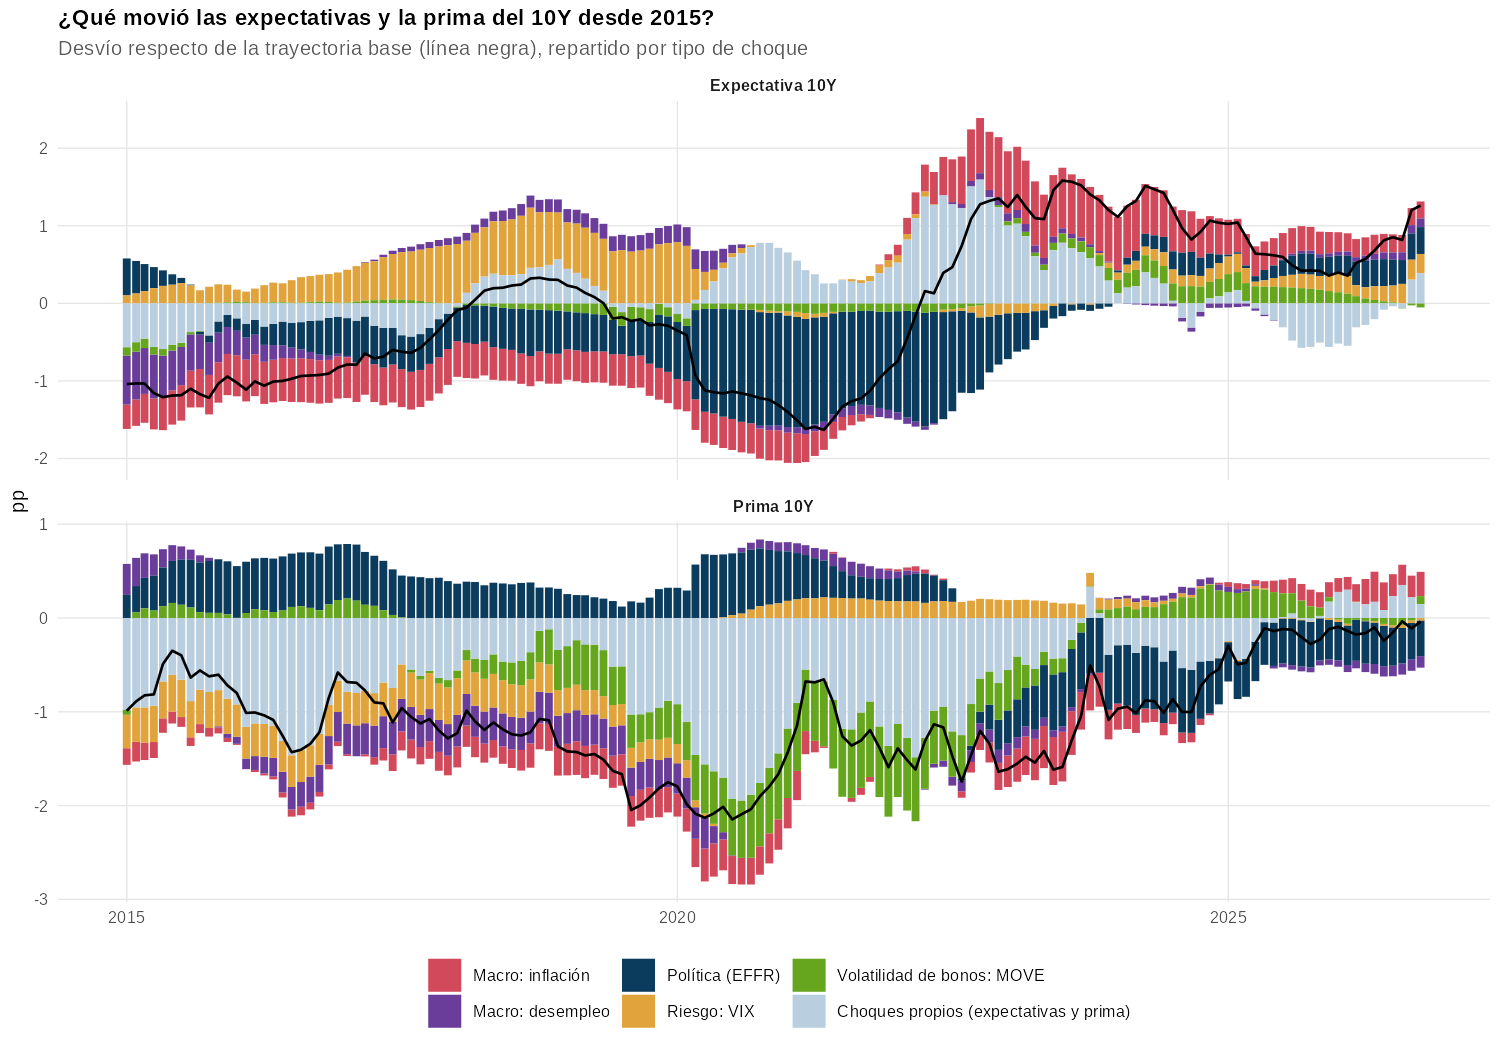 ¿Qué movió las expectativas y la prima del 10Y desde 2015?
Desvío respecto de la trayectoria base (línea negra), repartido por tipo de choque
Expectativa 10Y
2
1
0
-1
-2
pp
Prima 10Y
1
0
-1
-2
-3
2015 2020 2025
Macro: inflación Política (EFFR) Volatilidad de bonos: MOVE
Macro: desempleo Riesgo: VIX Choques propios (expectativas y prima)